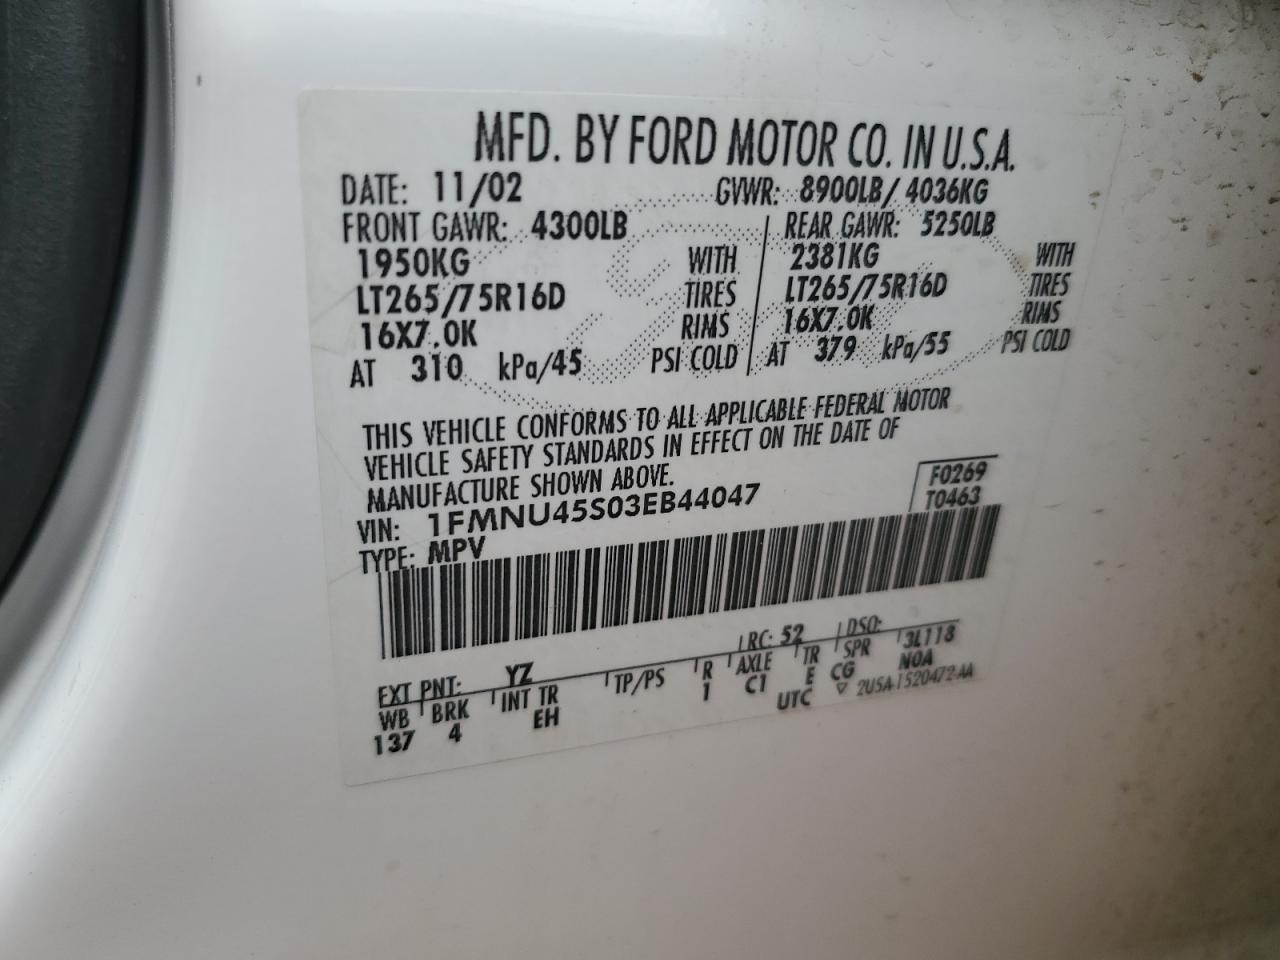 MFD. BY FORD MOTOR CO. IN U.S.A.
DATE: 11/02 GVWR: 8900LB/ 4036KG
FRONT GAWR: 4300LB REAR GAWR: 5250LB
1950KG WITH 2381KG WITH
LT265/75R16D TIRES LT265/75R16D TIRES
16X7.0K RIMS 16X7.0K RIMS
AT 310 kPa/45 PSI COLD AT 379 kPa/55 PSI COLD
THIS VEHICLE CONFORMS TO ALL APPLICABLE FEDERAL MOTOR
VEHICLE SAFETY STANDARDS IN EFFECT ON THE DATE OF
MANUFACTURE SHOWN ABOVE.
F0269
VIN: 1FMNU45S03EB44047 T0463
TYPE: MPV
EXT PNT: YZ RC: 52 DSO: 3L118
WB BRK INT TR TP/PS R AXLE TR SPR N0A
137 4 EH 1 C1 E CG
UTC ▽ 2USA-1520472-AA